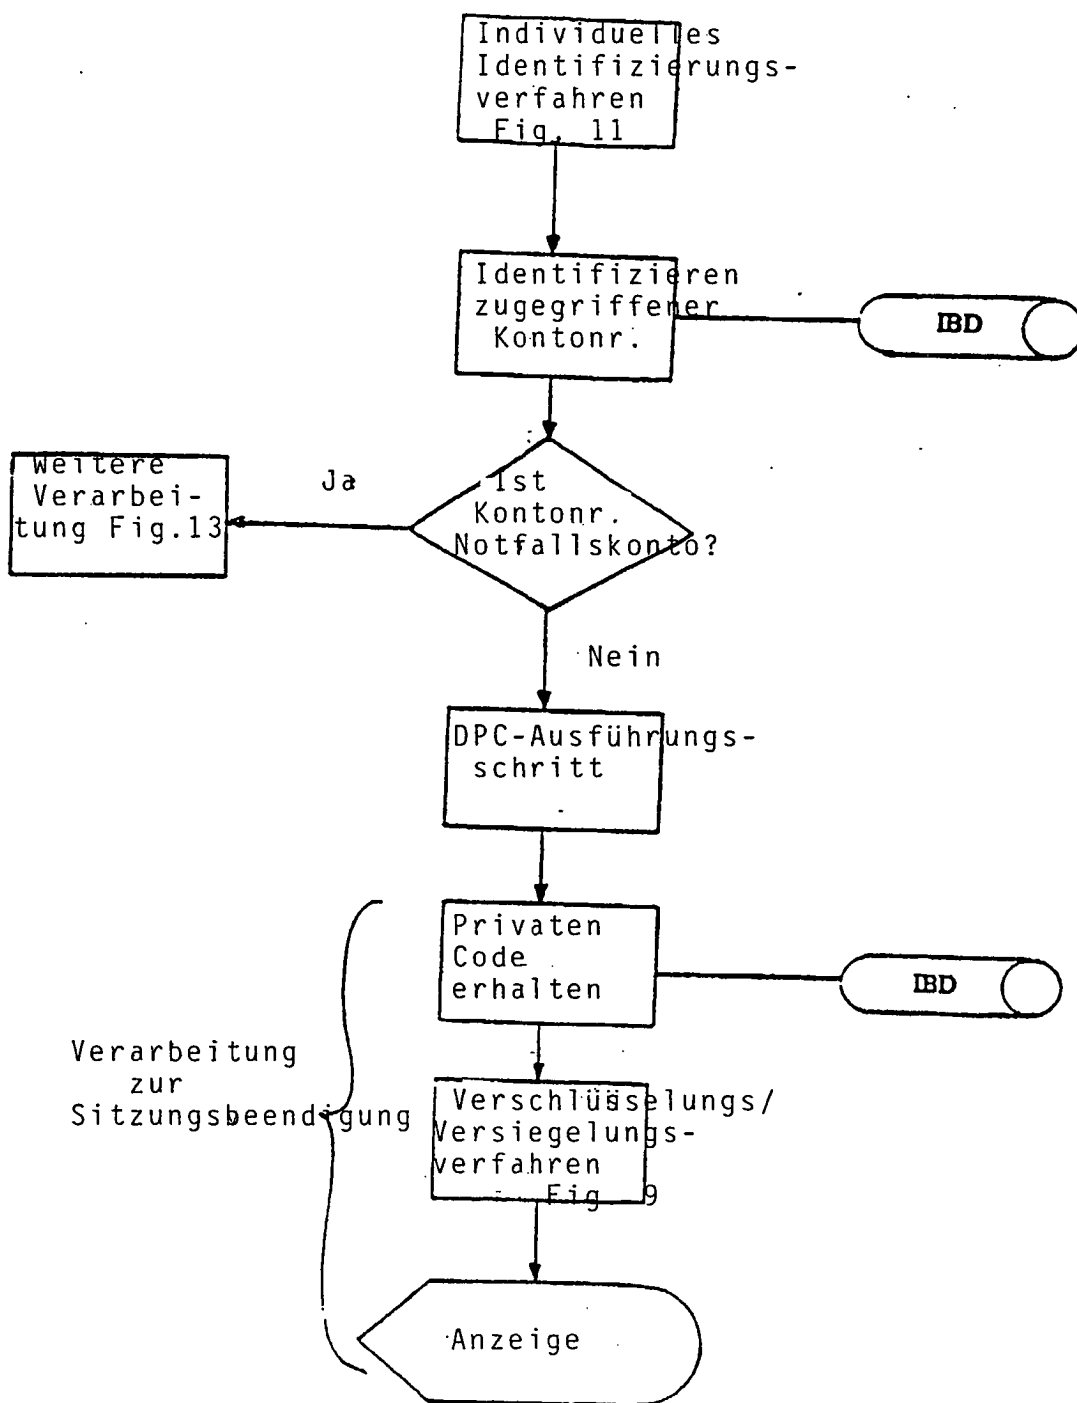 Individuelles
Identifizierungs-
verfahren
Fig. 11
Identifizieren
zugegriffener
Kontonr.
IBD
Weitere
Verarbei-
tung Fig.13
Ja
Ist
Kontonr.
Notfallskonto?
Nein
DPC-Ausführungs-
schritt
Privaten
Code
erhalten
IBD
Verarbeitung
zur
Sitzungsbeendigung
Verschlüsselungs/
Versiegelungs-
verfahren
Fig 9
Anzeige